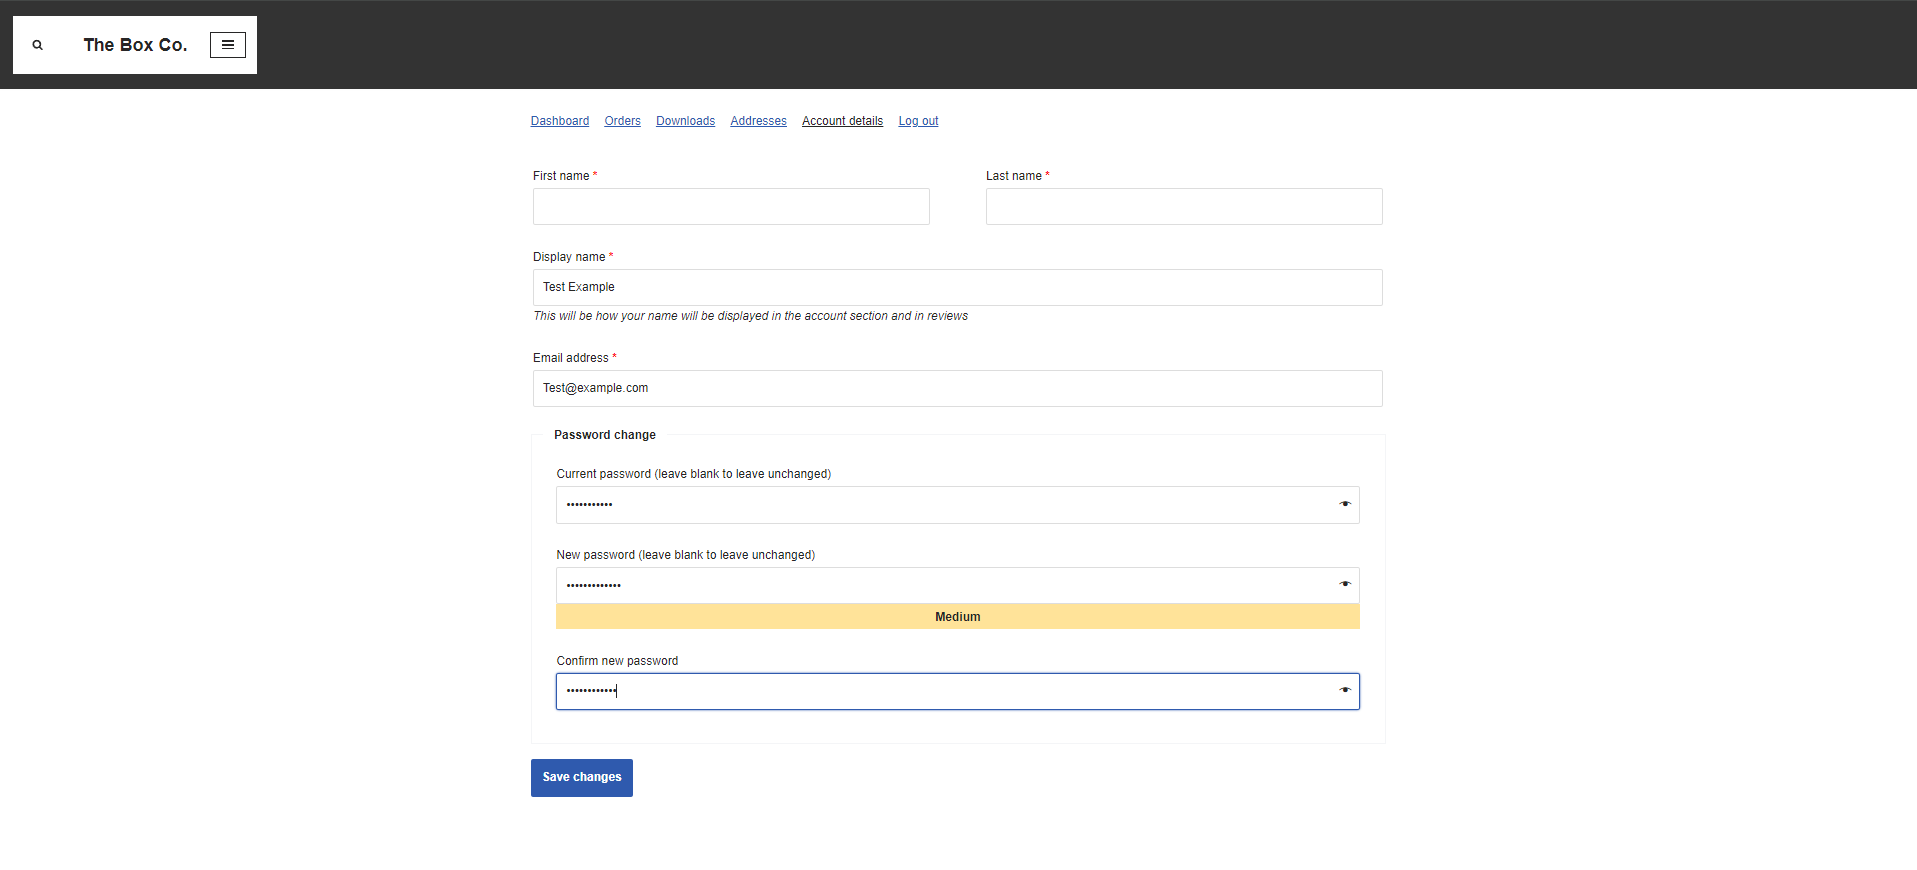 The Box Co.
Dashboard Orders Downloads Addresses Account details Log out
First name * Last name *
Display name *
Test Example
This will be how your name will be displayed in the account section and in reviews
Email address *
Test@example.com
Password change
Current password (leave blank to leave unchanged)
•••••••••••
New password (leave blank to leave unchanged)
•••••••••••••
Medium
Confirm new password
••••••••••••
Save changes